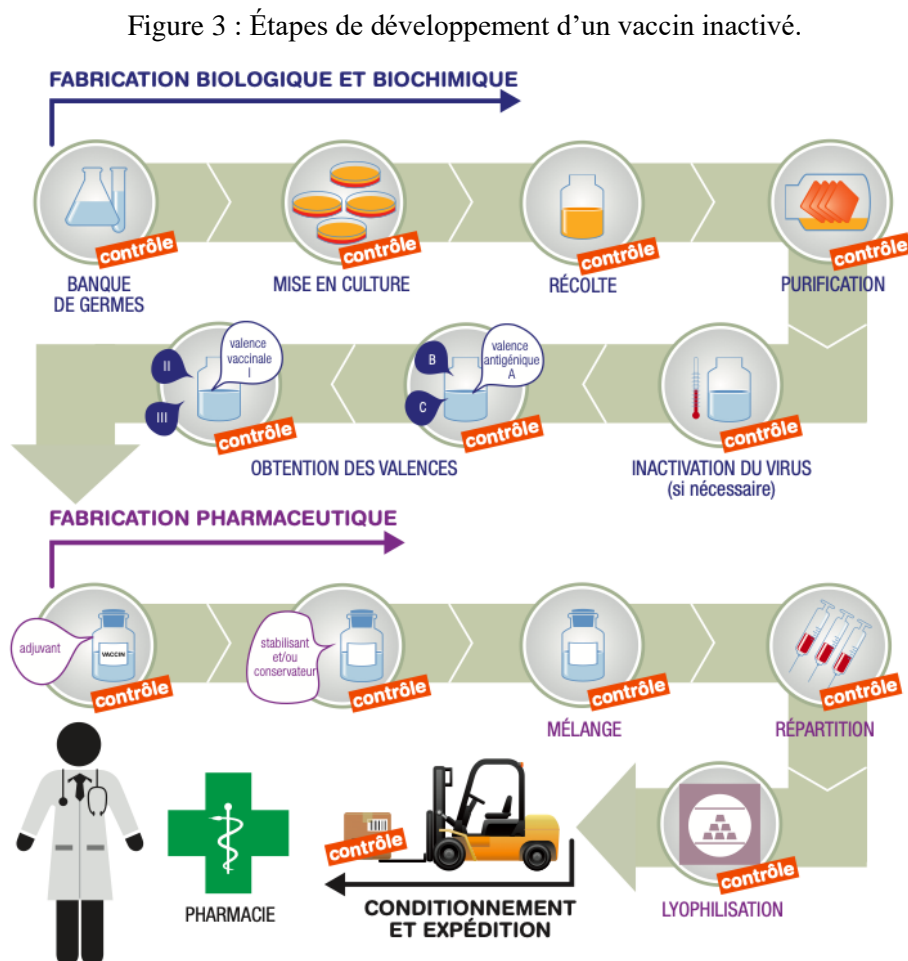 Figure 3 : Étapes de développement d’un vaccin inactivé.
FABRICATION BIOLOGIQUE ET BIOCHIMIQUE
contrôle
BANQUE
DE GERMES
contrôle
MISE EN CULTURE
contrôle
RÉCOLTE
contrôle
PURIFICATION
contrôle
INACTIVATION DU VIRUS
(si nécessaire)
valence
antigénique
A
B
C
contrôle
valence
vaccinale
I
II
III
contrôle
OBTENTION DES VALENCES
FABRICATION PHARMACEUTIQUE
adjuvant
VACCIN
contrôle
stabilisant
et/ou
conservateur
contrôle
contrôle
MÉLANGE
contrôle
RÉPARTITION
contrôle
LYOPHILISATION
contrôle
CONDITIONNEMENT
ET EXPÉDITION
PHARMACIE